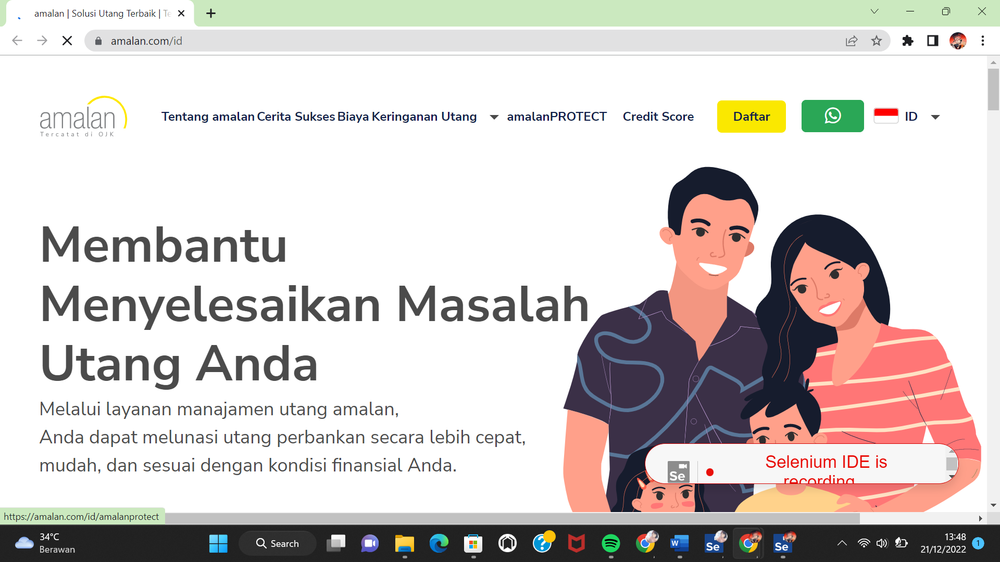 amalan | Solusi Utang Terbaik | Te
amalan.com/id
amalan
Tercatat di OJK
Tentang amalan Cerita Sukses Biaya Keringanan Utang amalanPROTECT Credit Score Daftar ID
Membantu
Menyelesaikan Masalah
Utang Anda
Melalui layanan manajamen utang amalan,
Anda dapat melunasi utang perbankan secara lebih cepat,
mudah, dan sesuai dengan kondisi finansial Anda.
Se
Selenium IDE is
recording
https://amalan.com/id/amalanprotect
34°C
Berawan
Search
?
W
Se
Se
13:48
21/12/2022
1